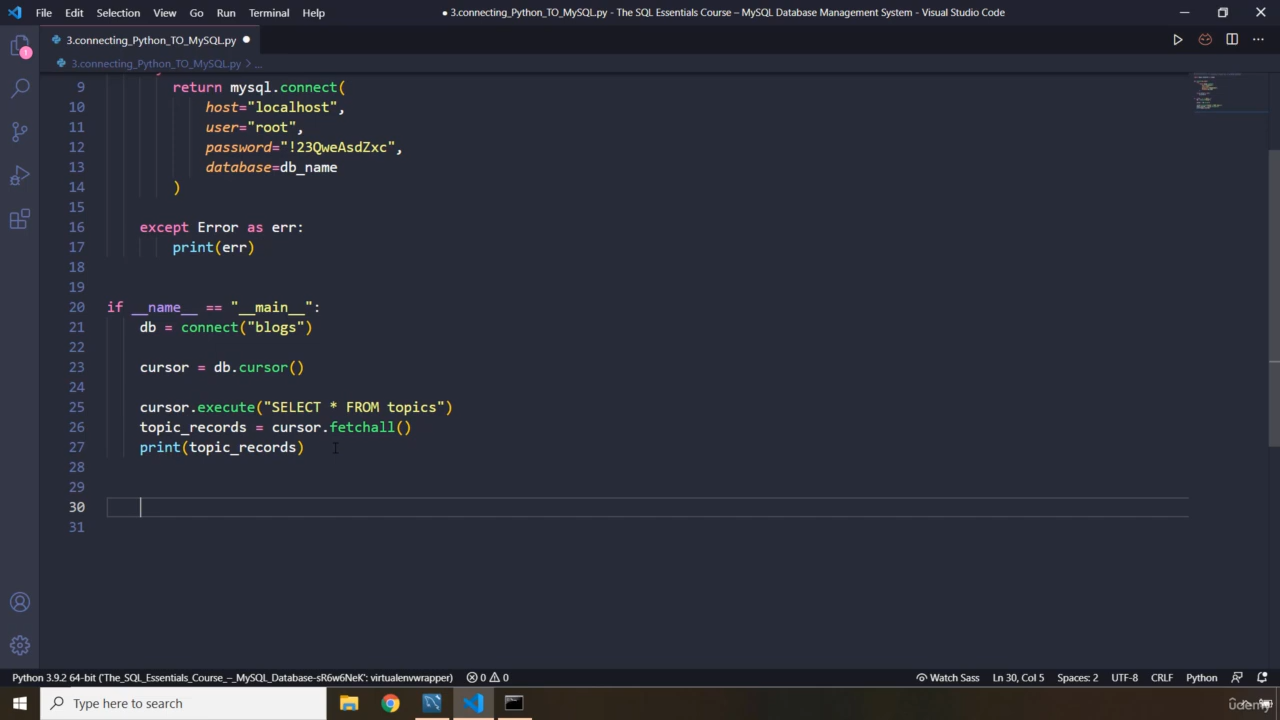 File Edit Selection View Go Run Terminal Help
● 3.connecting_Python_TO_MySQL.py - The SQL Essentials Course – MySQL Database Management System - Visual Studio Code
3.connecting_Python_TO_MySQL.py ●
3.connecting_Python_TO_MySQL.py > ...
9 return mysql.connect(
10 host="localhost",
11 user="root",
12 password="!23QweAsdZxc",
13 database=db_name
14 )
15
16 except Error as err:
17 print(err)
18
19
20 if __name__ == "__main__":
21 db = connect("blogs")
22
23 cursor = db.cursor()
24
25 cursor.execute("SELECT * FROM topics")
26 topic_records = cursor.fetchall()
27 print(topic_records)
28
29
30
31
1
Python 3.9.2 64-bit ('The_SQL_Essentials_Course_–_MySQL_Database-sR6w6NeK': virtualenvwrapper) 0 0 Watch Sass Ln 30, Col 5 Spaces: 2 UTF-8 CRLF Python
Type here to search
udemy